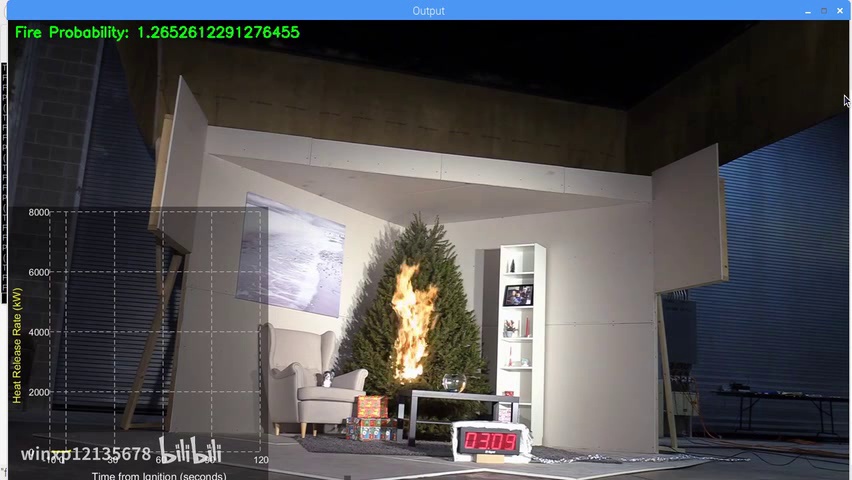 Output
Fire Probability: 1.2652612291276455
8000
6000
4000
2000
Heat Release Rate (kW)
120
Time from Ignition (seconds)
03:09
winxp12135678 bilibili